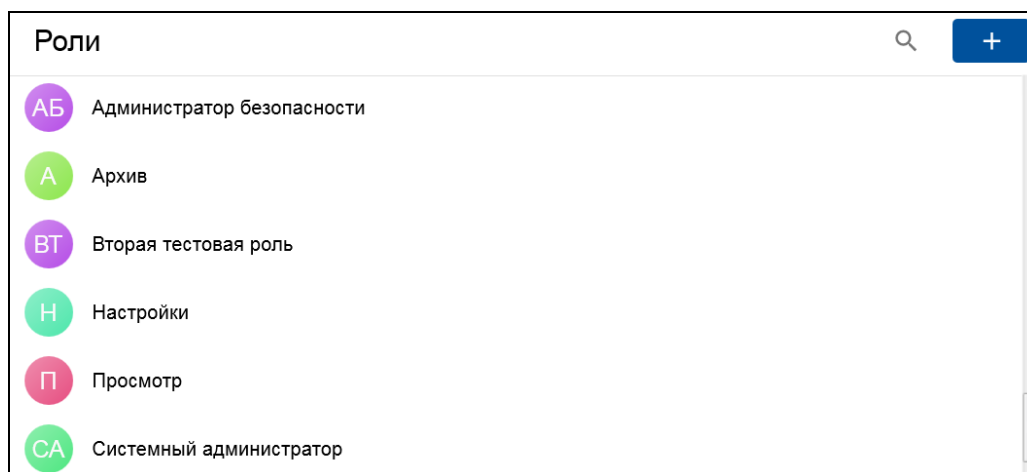 Роли
+
АБ Администратор безопасности
А Архив
ВТ Вторая тестовая роль
Н Настройки
П Просмотр
СА Системный администратор